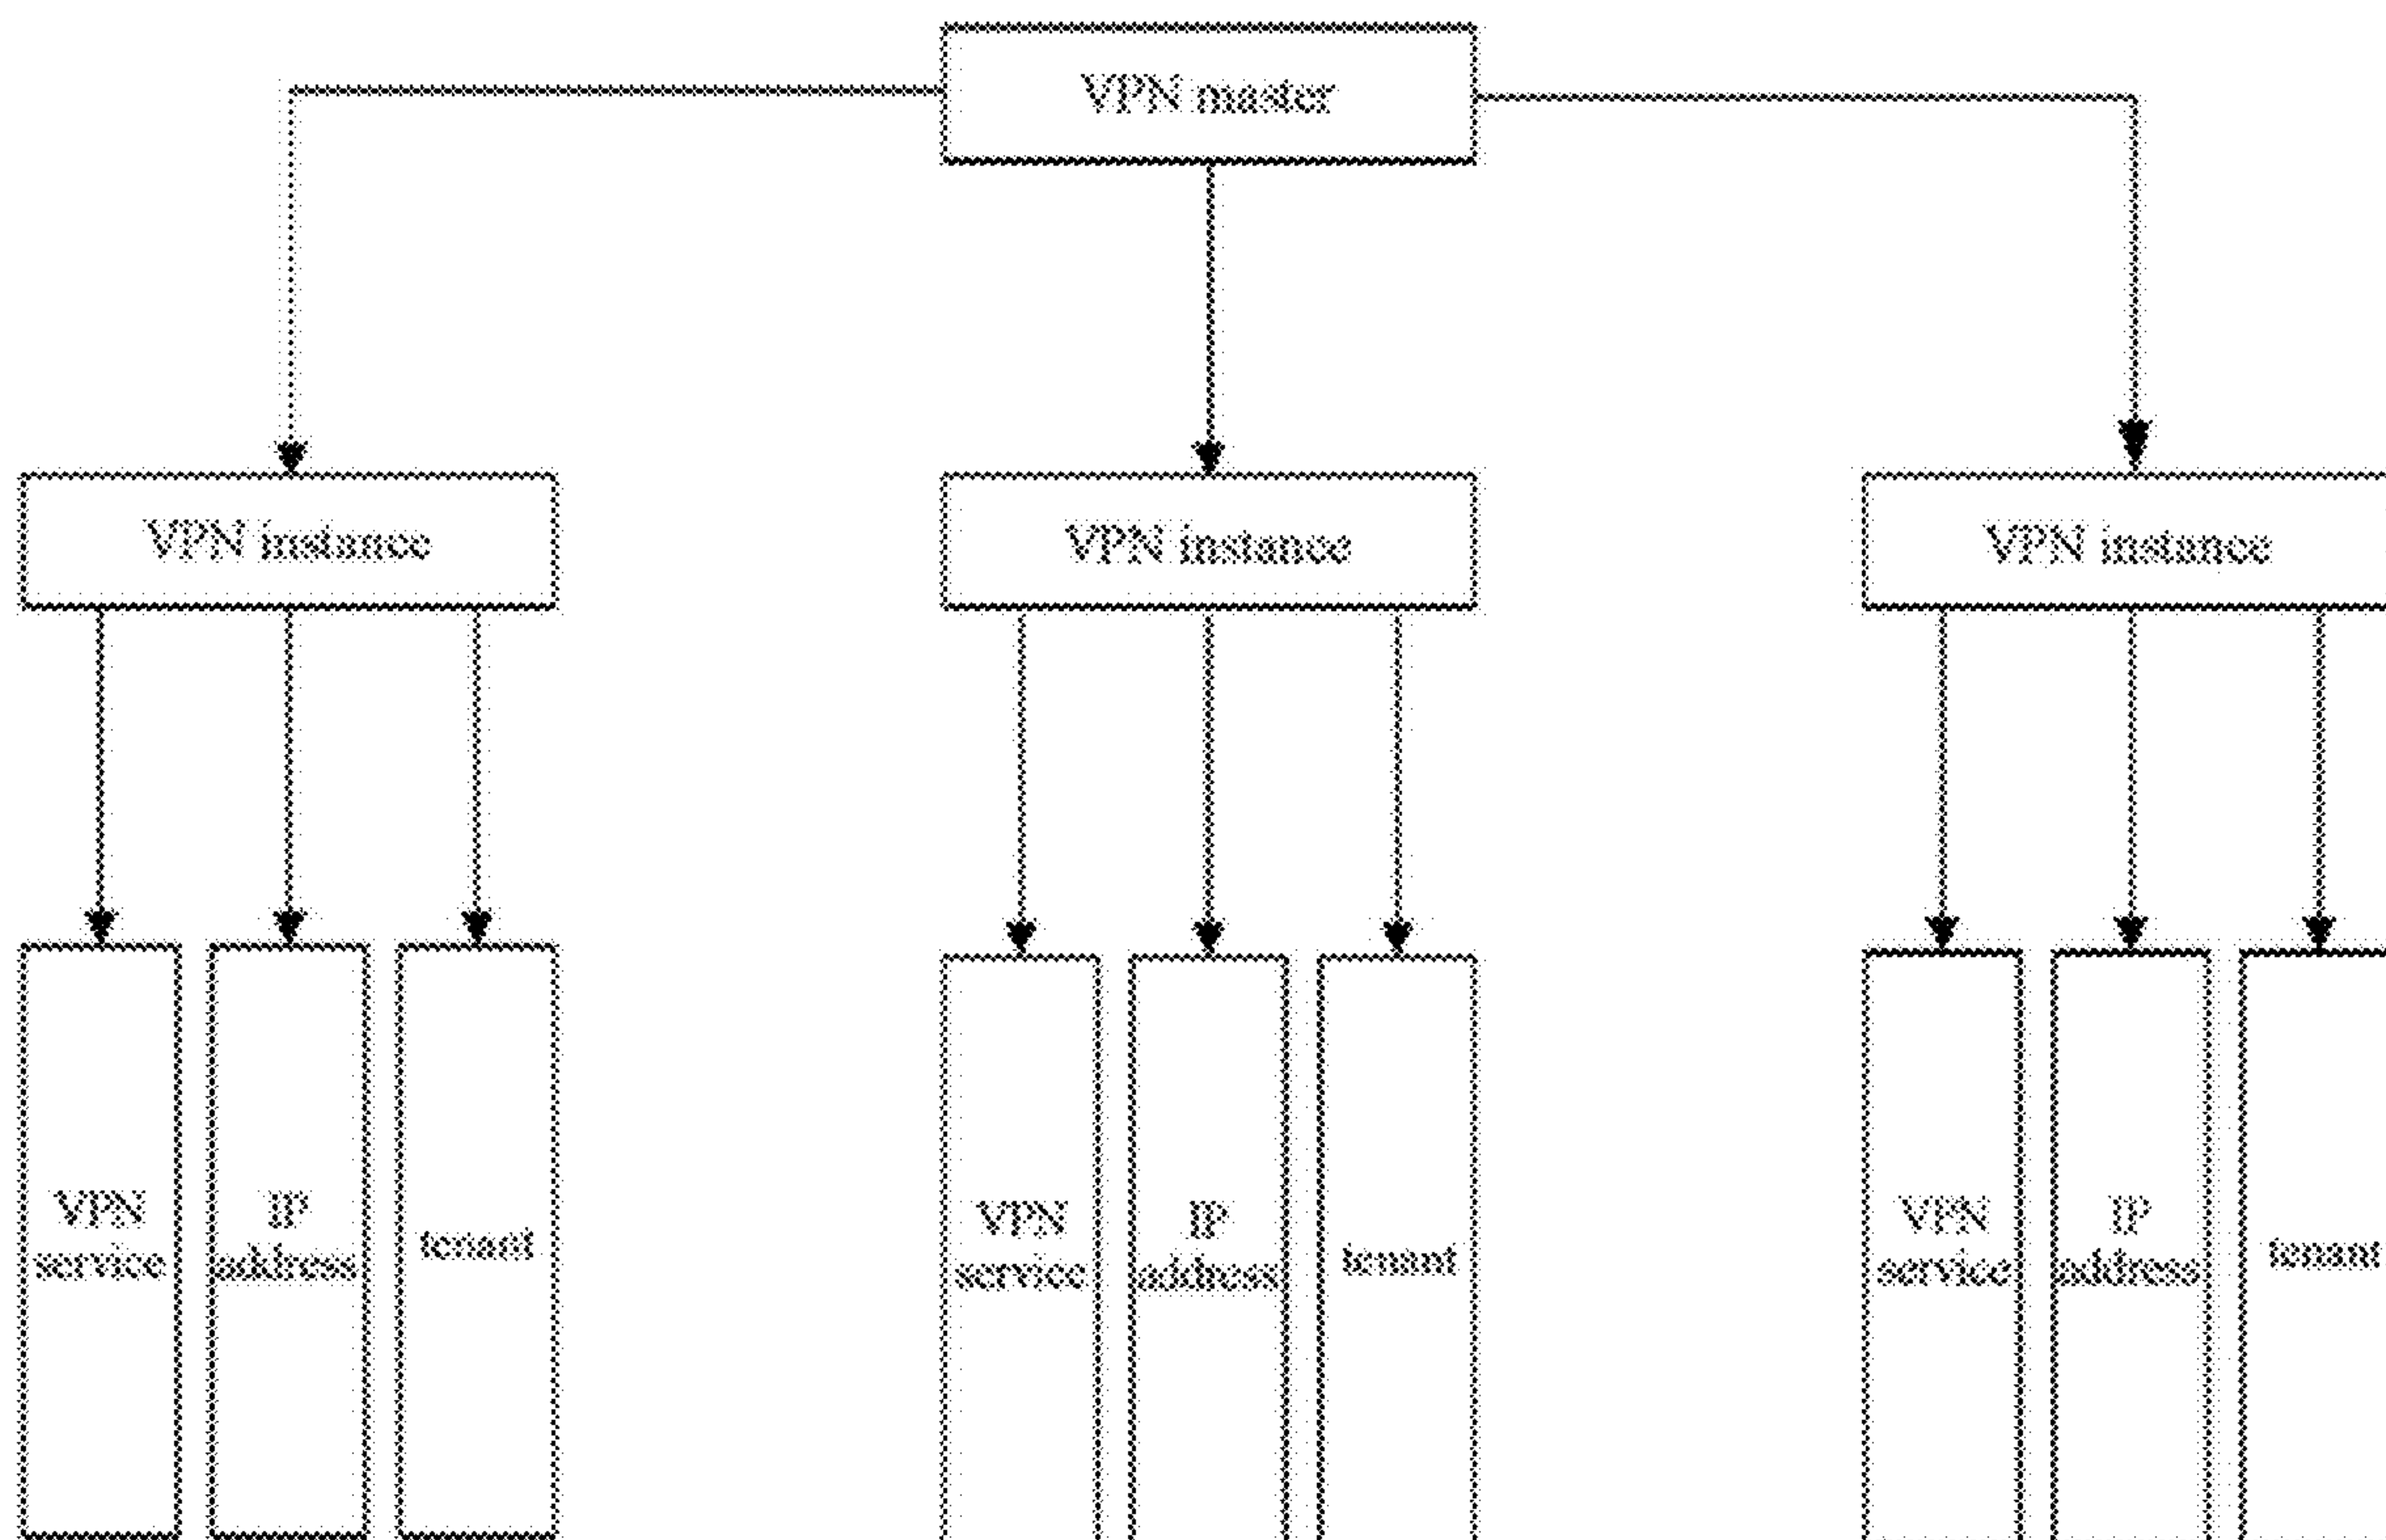 VPN master
VPN instance
VPN instance
VPN instance
VPN
service
IP
address
tenant
VPN
service
IP
address
tenant
VPN
service
IP
address
tenant